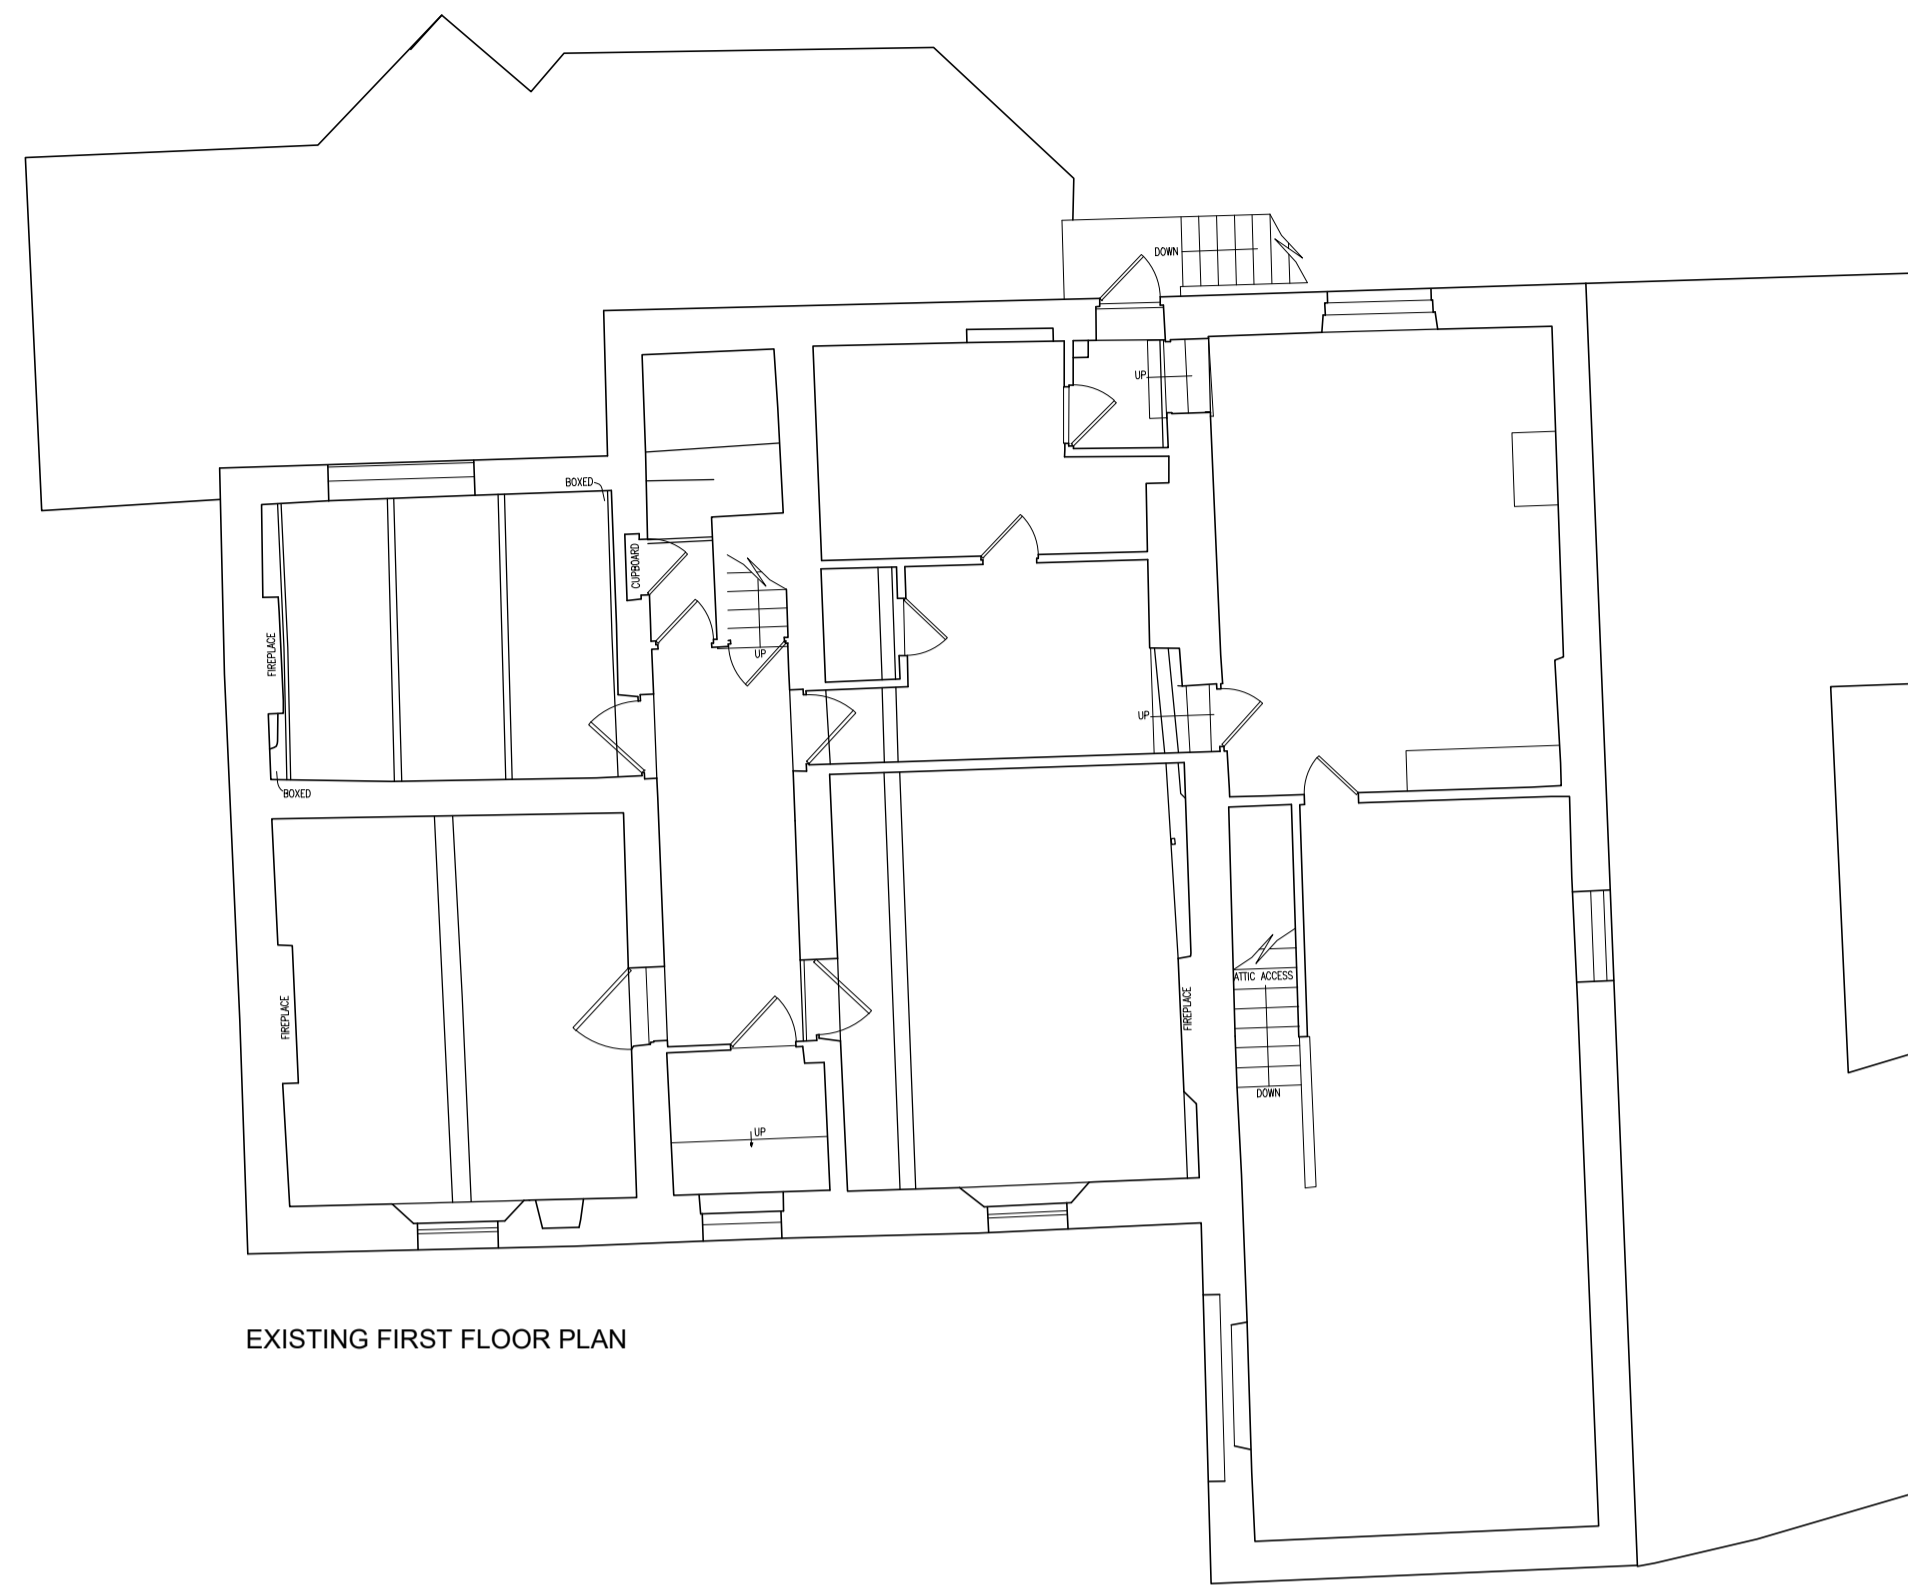 DOWN
UP
BOXED
CUPBOARD
FIREPLACE
UP
UP
BOXED
ATTIC ACCESS
FIREPLACE
FIREPLACE
DOWN
UP
EXISTING FIRST FLOOR PLAN